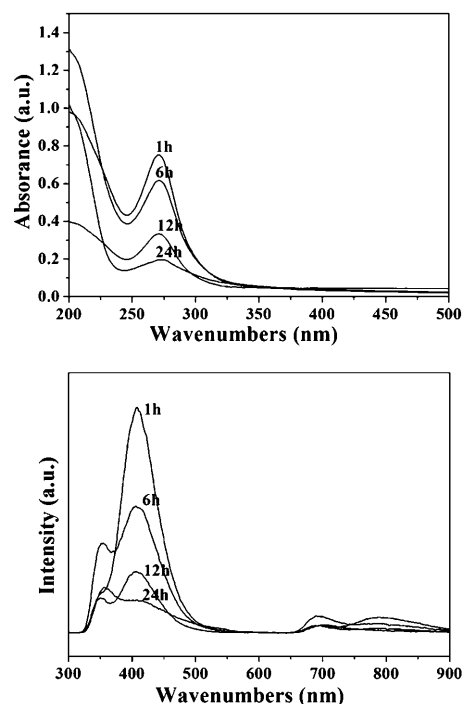 1.4
1.2
1.0
0.8
0.6
0.4
0.2
0.0
Absorance (a.u.)
1h
6h
12h
24h
200 250 300 350 400 450 500
Wavenumbers (nm)
Intensity (a.u.)
1h
6h
12h
24h
300 400 500 600 700 800 900
Wavenumbers (nm)